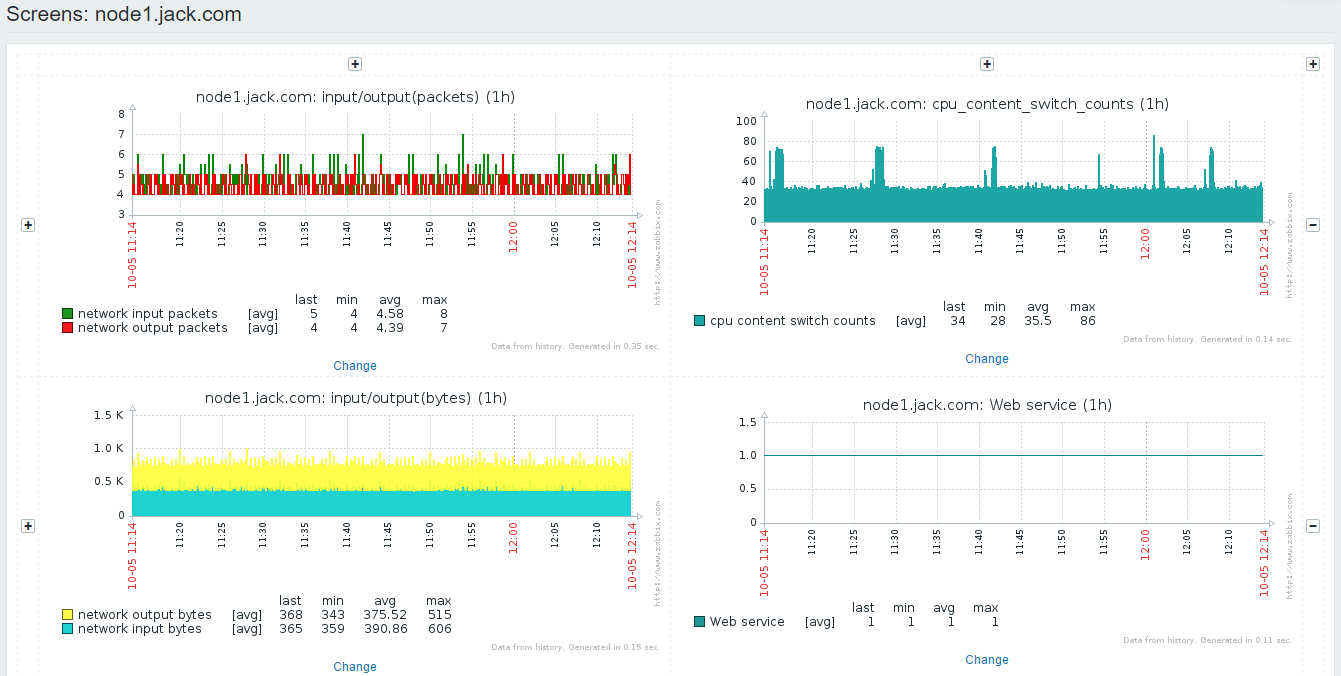 Screens: node1.jack.com
node1.jack.com: input/output(packets) (1h)
8
7
6
5
4
3
10-05 11:14
11:20
11:25
11:30
11:35
11:40
11:45
11:50
11:55
12:00
12:05
12:10
10-05 12:14
http://www.zabbix.com
last min avg max
network input packets [avg] 5 4 4.58 8
network output packets [avg] 4 4 4.39 7
Data from history. Generated in 0.35 sec.
Change
node1.jack.com: cpu_content_switch_counts (1h)
100
80
60
40
20
0
10-05 11:14
11:20
11:25
11:30
11:35
11:40
11:45
11:50
11:55
12:00
12:05
12:10
10-05 12:14
http://www.zabbix.com
last min avg max
cpu content switch counts [avg] 34 28 35.5 86
Data from history. Generated in 0.14 sec.
Change
node1.jack.com: input/output(bytes) (1h)
1.5 K
1.0 K
0.5 K
0
10-05 11:14
11:20
11:25
11:30
11:35
11:40
11:45
11:50
11:55
12:00
12:05
12:10
10-05 12:14
http://www.zabbix.com
last min avg max
network output bytes [avg] 368 343 375.52 515
network input bytes [avg] 365 359 390.86 606
Data from history. Generated in 0.15 sec.
Change
node1.jack.com: Web service (1h)
1.5
1.0
0.5
0
10-05 11:14
11:20
11:25
11:30
11:35
11:40
11:45
11:50
11:55
12:00
12:05
12:10
10-05 12:14
http://www.zabbix.com
last min avg max
Web service [avg] 1 1 1 1
Data from history. Generated in 0.11 sec.
Change